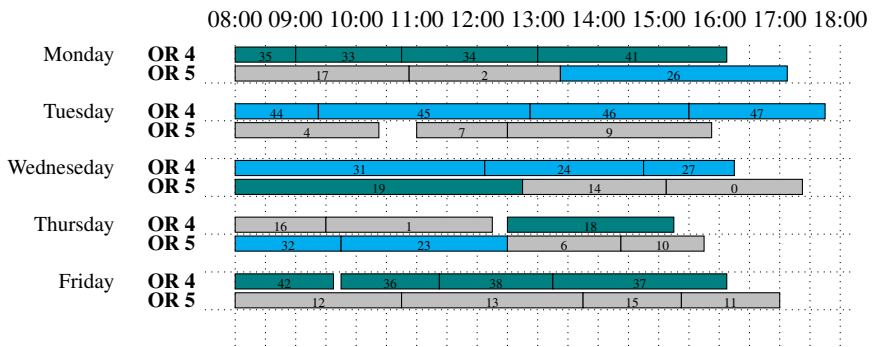 08:00 09:00 10:00 11:00 12:00 13:00 14:00 15:00 16:00 17:00 18:00
Monday OR 4 35 33 34 41
OR 5 17 2 26
Tuesday OR 4 44 45 46 47
OR 5 4 7 9
Wedneseday OR 4 31 24 27
OR 5 19 14 0
Thursday OR 4 16 1 18
OR 5 32 23 6 10
Friday OR 4 42 36 38 37
OR 5 12 13 15 11